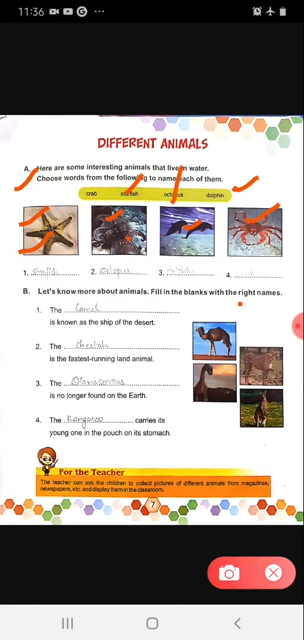 11:36
DIFFERENT ANIMALS
A. Here are some interesting animals that live in water.
Choose words from the following to name each of them.
crab starfish octopus dolphin
1. starfish 2. octopus 3. dolphin 4.
B. Let's know more about animals. Fill in the blanks with the right names.
1. The Camel
is known as the ship of the desert.
2. The cheetah
is the fastest-running land animal.
3. The
is no longer found on the Earth.
4. The Kangaroo carries its
young one in the pouch on its stomach.
For the Teacher
The teacher can ask the children to collect pictures of different animals from magazines,
newspapers, etc. and display them in the classroom.
7